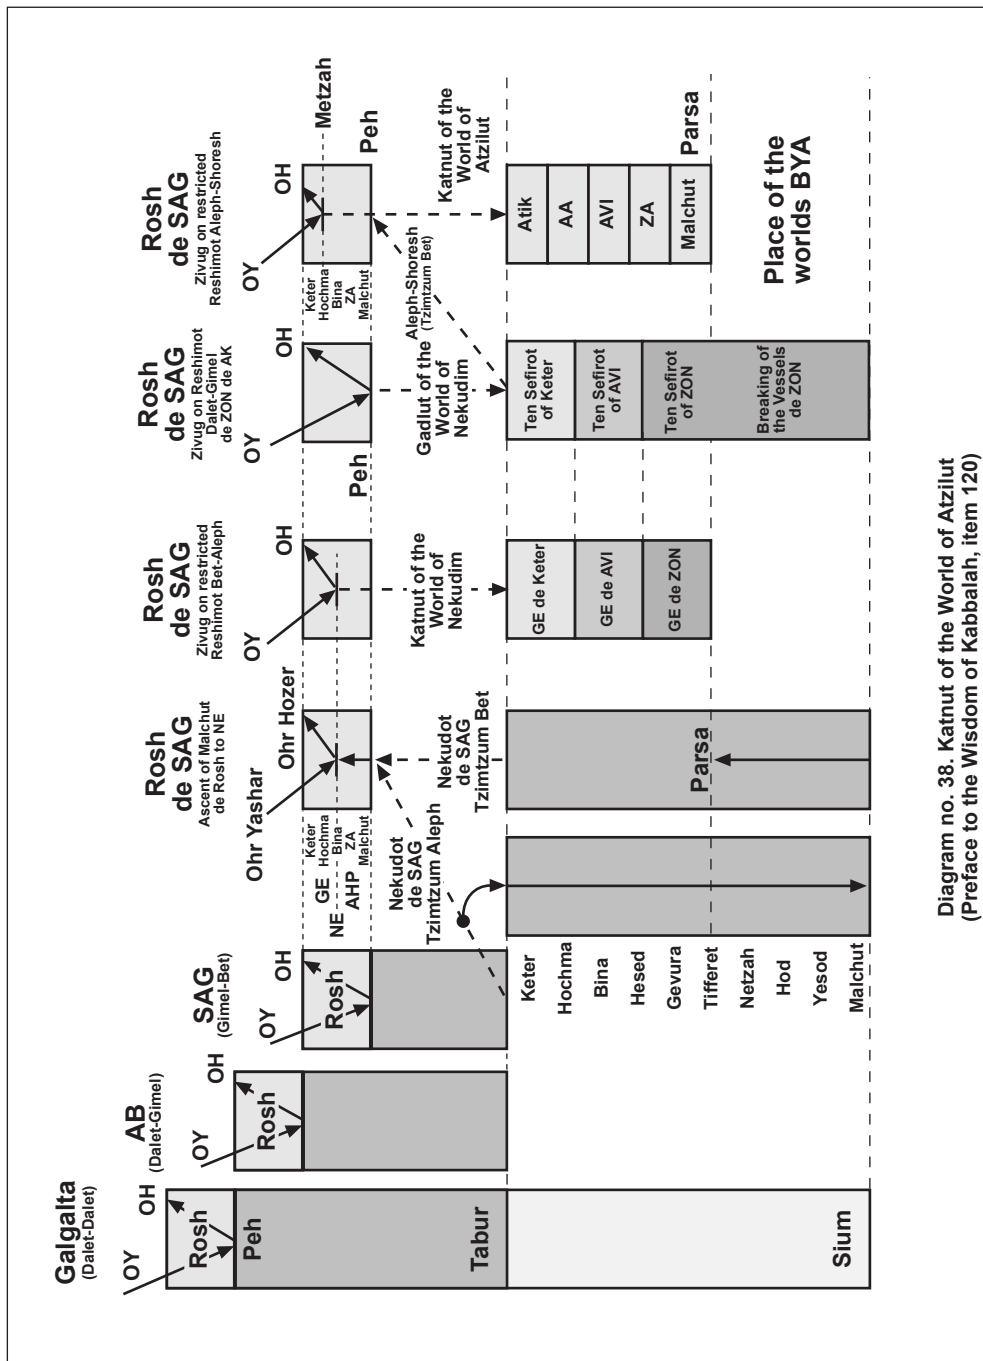 Galgalta
(Dalet-Dalet)
OY
OH
Rosh
Peh
Tabur
Sium
AB
(Dalet-Gimel)
OY
OH
Rosh
SAG
(Gimel-Bet)
OY
OH
Rosh
Keter
Hochma
Bina
Hesed
Gevura
Tifferet
Netzah
Hod
Yesod
Malchut
Nekudot
de SAG
Tzimtzum Aleph
Rosh
de SAG
Ascent of Malchut
de Rosh to NE
Ohr Yashar
Ohr Hozer
Keter
Hochma
Bina
ZA
Malchut
GE
NE
AHP
Nekudot
de SAG
Tzimtzum Bet
Parsa
Rosh
de SAG
Zivug on restricted
Reshimot Bet-Aleph
OY
OH
Katnut of the
World of
Nekudim
GE de Keter
GE de AVI
GE de ZON
Rosh
de SAG
Zivug on Reshimot
Dalet-Gimel
de ZON de AK
OY
OH
Peh
Gadlut of the
World of
Nekudim
Ten Sefirot
of Keter
Ten Sefirot
of AVI
Ten Sefirot
of ZON
Breaking of
the Vessels
de ZON
Aleph-Shoresh
(Tzimtzum Bet)
Rosh
de SAG
Zivug on restricted
Reshimot Aleph-Shoresh
OY
OH
Keter
Hochma
Bina
ZA
Malchut
Metzah
Peh
Katnut of the
World of
Atzilut
Atik
AA
AVI
ZA
Malchut
Parsa
Place of the
worlds BYA
Diagram no. 38. Katnut of the World of Atzilut
(Preface to the Wisdom of Kabbalah, item 120)